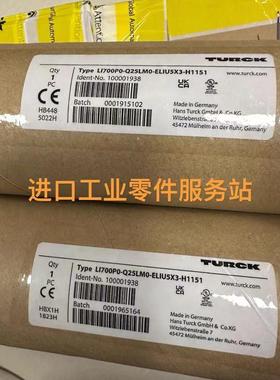 Global Automa
Qty
1
PC
Type LI700P0-Q25LM0-ELIU5X3-H1151
Ident-No. 100001938
TURCK
CE
UK
CA
HB448
5022H
Batch
0001915102
Made in Germany
Hans Turck GmbH & Co.KG
Witzlebenstraße 7
45472 Mülheim an der Ruhr, Germany
进口工业零件服务站
Qty
1
PC
Type LI700P0-Q25LM0-ELIU5X3-H1151
Ident-No. 100001938
TURCK
CE
UK
CA
HBX1H
1823H
Batch
0001965164
Made in Germany
Hans Turck GmbH & Co.KG
Witzlebenstraße 7
45472 Mülheim an der Ruhr, Germany